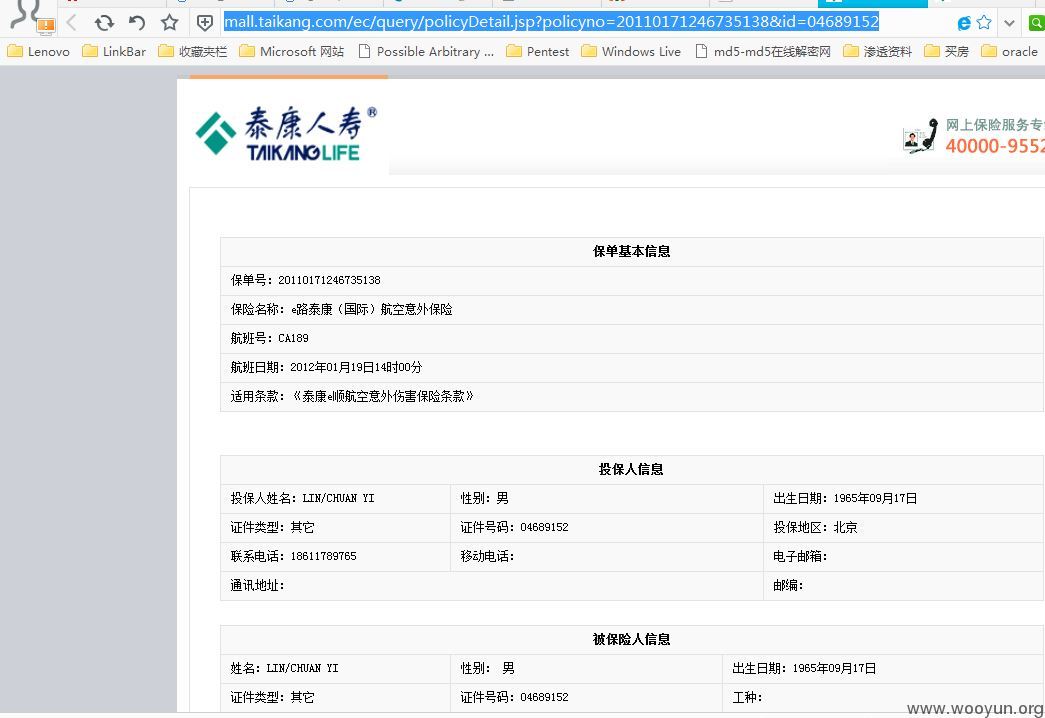 mall.taikang.com/ec/query/policyDetail.jsp?policyno=20110171246735138&id=04689152
Lenovo LinkBar 收藏夹栏 Microsoft 网站 Possible Arbitrary ... Pentest Windows Live md5-md5在线解密网 渗透资料 买房 oracle
泰康人寿®
TAIKANGLIFE
网上保险服务专
40000-9552
保单基本信息
保单号：20110171246735138
保险名称：e路泰康（国际）航空意外保险
航班号：CA189
航班日期：2012年01月19日14时00分
适用条款：《泰康e顺航空意外伤害保险条款》
投保人信息
投保人姓名：LIN/CHUAN YI 性别：男 出生日期：1965年09月17日
证件类型：其它 证件号码：04689152 投保地区：北京
联系电话：18611789765 移动电话： 电子邮箱：
通讯地址： 邮编：
被保险人信息
姓名：LIN/CHUAN YI 性别： 男 出生日期：1965年09月17日
证件类型：其它 证件号码：04689152 工种：
www.wooyun.org